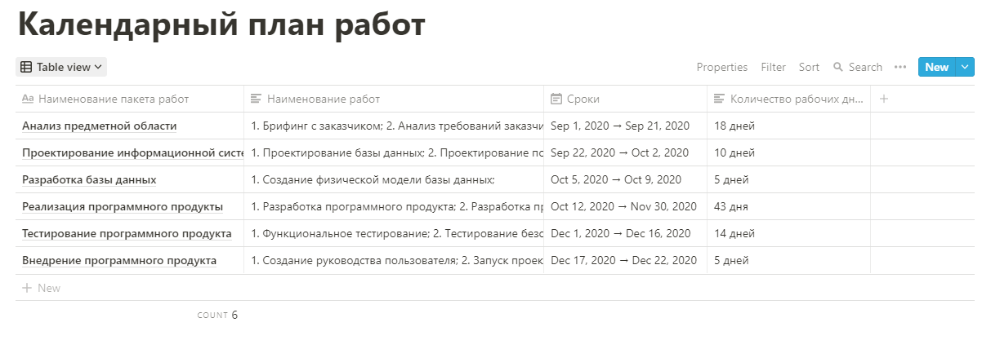 Календарный план работ
Table view Properties Filter Sort Search ••• New
Aa Наименование пакета работ Наименование работ Сроки Количество рабочих дн... +
Анализ предметной области 1. Брифинг с заказчиком; 2. Анализ требований заказчи Sep 1, 2020 → Sep 21, 2020 18 дней
Проектирование информационной систе 1. Проектирование базы данных; 2. Проектирование по Sep 22, 2020 → Oct 2, 2020 10 дней
Разработка базы данных 1. Создание физической модели базы данных; Oct 5, 2020 → Oct 9, 2020 5 дней
Реализация программного продукты 1. Разработка программного продукта; 2. Разработка пр Oct 12, 2020 → Nov 30, 2020 43 дня
Тестирование программного продукта 1. Функциональное тестирование; 2. Тестирование безо Dec 1, 2020 → Dec 16, 2020 14 дней
Внедрение программного продукта 1. Создание руководства пользователя; 2. Запуск проек Dec 17, 2020 → Dec 22, 2020 5 дней
+ New
COUNT 6